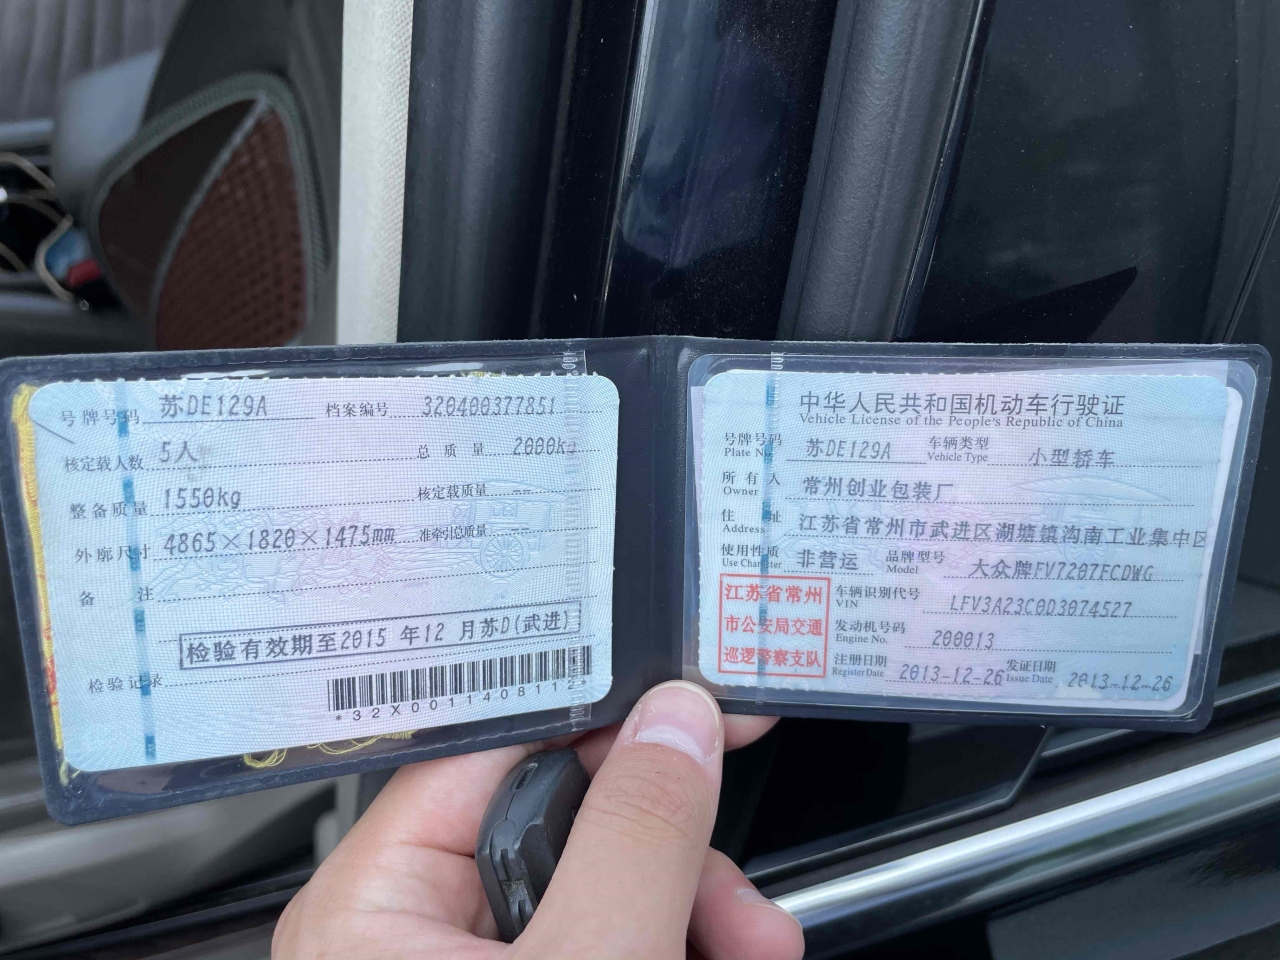 号牌号码 苏DE129A 档案编号 320400377851
核定载人数 5人 总质量 2000kg
整备质量 1550kg 核定载质量 --
外廓尺寸 4865×1820×1475mm 准牵引总质量 --
备注
检验有效期至2015 年12 月苏D(武进)
检验记录
*32X0011408112*
中华人民共和国机动车行驶证
Vehicle License of the People's Republic of China
号牌号码 苏DE129A 车辆类型 小型轿车
Plate No. Vehicle Type
所有人 常州创业包装厂
Owner
住址 江苏省常州市武进区湖塘镇沟南工业集中区
Address
使用性质 非营运 品牌型号 大众牌FV7207FCDWG
Use Character Model
江苏省常州
市公安局交通
巡逻警察支队
车辆识别代号 LFV3A23C0D3074527
VIN
发动机号码 200013
Engine No.
注册日期 2013-12-26 发证日期 2013-12-26
Register Date Issue Date